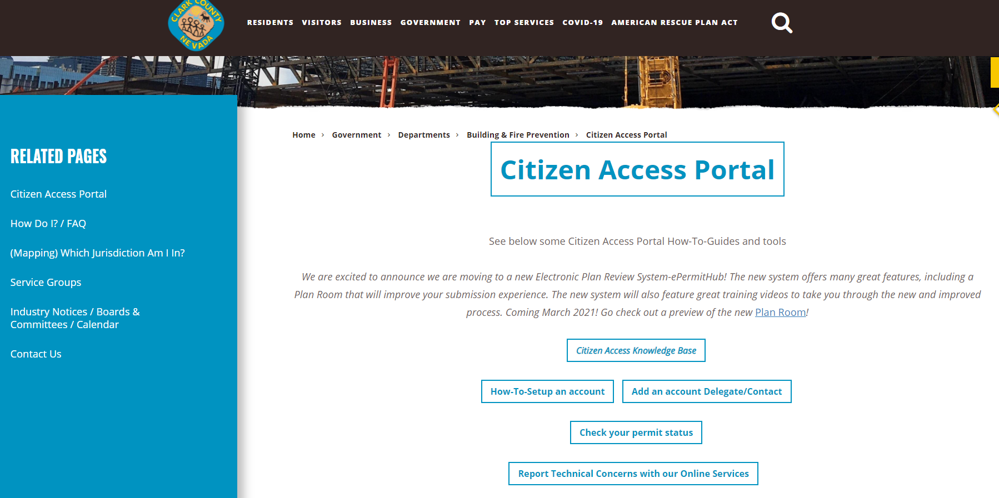 CLARK COUNTY
NEVADA
RESIDENTS VISITORS BUSINESS GOVERNMENT PAY TOP SERVICES COVID-19 AMERICAN RESCUE PLAN ACT
Home › Government › Departments › Building & Fire Prevention › Citizen Access Portal
RELATED PAGES
Citizen Access Portal
How Do I? / FAQ
(Mapping) Which Jurisdiction Am I In?
Service Groups
Industry Notices / Boards &
Committees / Calendar
Contact Us
Citizen Access Portal
See below some Citizen Access Portal How-To-Guides and tools
We are excited to announce we are moving to a new Electronic Plan Review System-ePermitHub! The new system offers many great features, including a
Plan Room that will improve your submission experience. The new system will also feature great training videos to take you through the new and improved
process. Coming March 2021! Go check out a preview of the new Plan Room!
Citizen Access Knowledge Base
How-To-Setup an account Add an account Delegate/Contact
Check your permit status
Report Technical Concerns with our Online Services